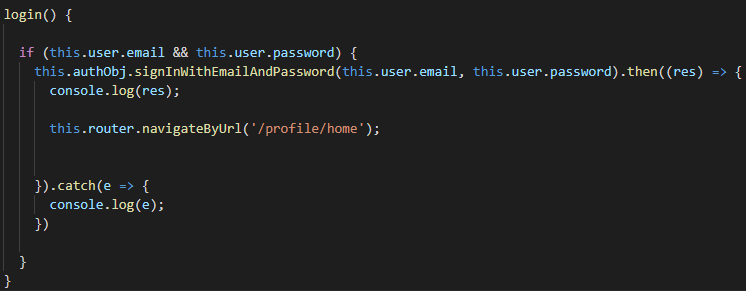 login() {
if (this.user.email && this.user.password) {
this.authObj.signInWithEmailAndPassword(this.user.email, this.user.password).then((res) => {
console.log(res);
this.router.navigateByUrl('/profile/home');
}).catch(e => {
console.log(e);
})
}
}